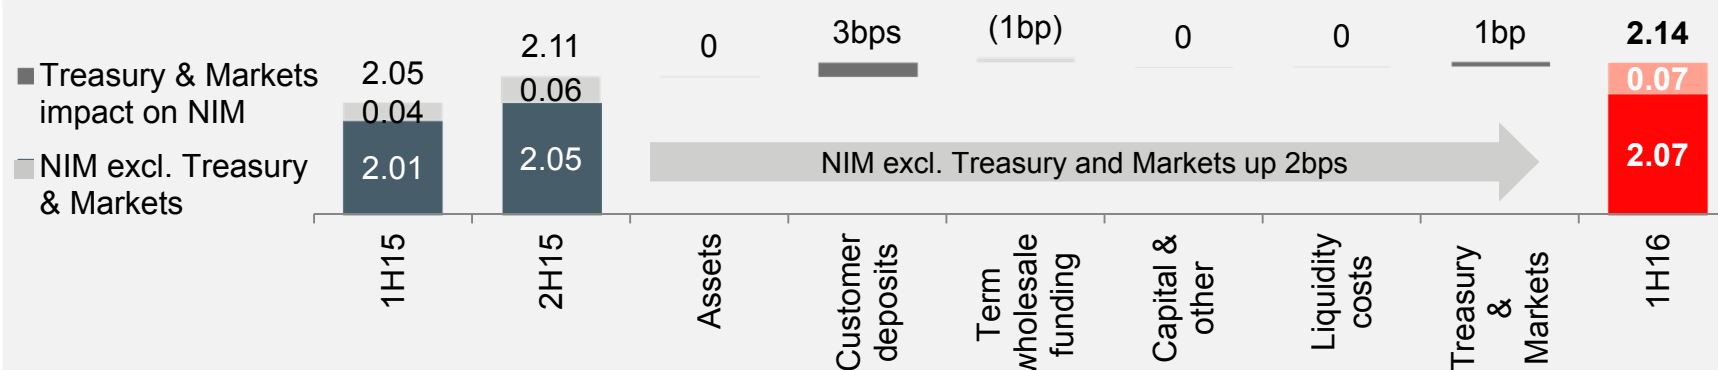 Treasury & Markets
impact on NIM
NIM excl. Treasury
& Markets
2.05
0.04
2.01
2.11
0.06
2.05
0
3bps
(1bp)
0
0
1bp
2.14
0.07
2.07
NIM excl. Treasury and Markets up 2bps
1H15
2H15
Assets
Customer
deposits
Term
wholesale
funding
Capital &
other
Liquidity
costs
Treasury
&
Markets
1H16